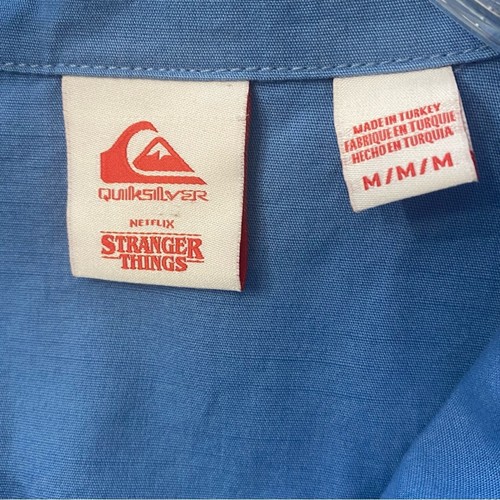 QUIKSILVER
NETFLIX
STRANGER
THINGS
MADE IN TURKEY
FABRIQUE EN TURQUIE
HECHO EN TURQUIA
M/M/M